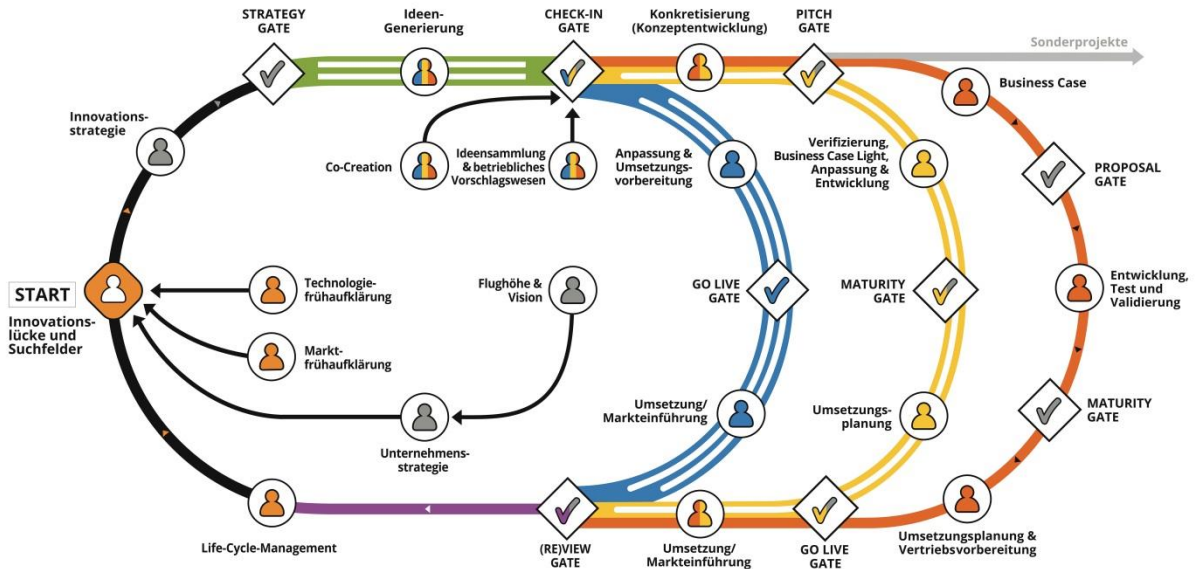 STRATEGY
GATE
Ideen-
Generierung
CHECK-IN
GATE
Konkretisierung
(Konzeptentwicklung)
PITCH
GATE
Sonderprojekte
Business Case
Innovations-
strategie
Co-Creation
Ideensammlung
& betriebliches
Vorschlagswesen
Anpassung &
Umsetzungs-
vorbereitung
Verifizierung,
Business Case Light,
Anpassung &
Entwicklung
PROPOSAL
GATE
START
Innovations-
lücke und
Suchfelder
Technologie-
frühaufklärung
Flughöhe &
Vision
GO LIVE
GATE
MATURITY
GATE
Entwicklung,
Test und
Validierung
Markt-
frühaufklärung
Unternehmens-
strategie
Umsetzung/
Markteinführung
Umsetzungs-
planung
MATURITY
GATE
Life-Cycle-Management
(RE)VIEW
GATE
Umsetzung/
Markteinführung
GO LIVE
GATE
Umsetzungsplanung &
Vertriebsvorbereitung